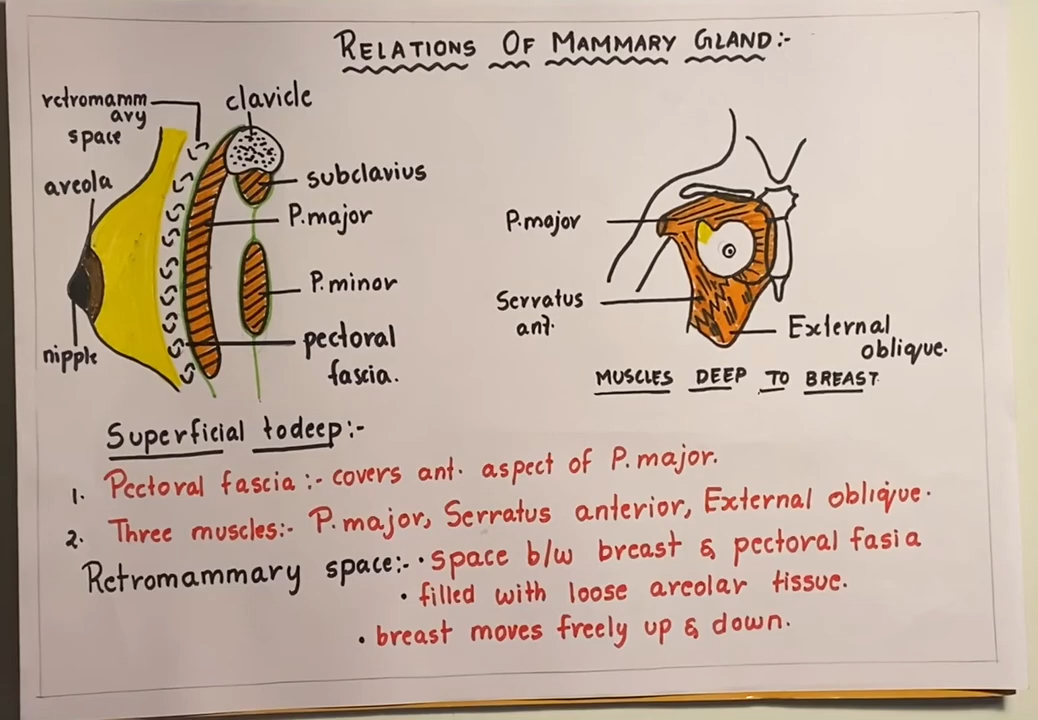 RELATIONS OF MAMMARY GLAND:-
retromamm
ary
space
clavicle
areola
subclavius
P.major
P.minor
nipple
pectoral
fascia.
P.major
Serratus
ant.
External
oblique.
MUSCLES DEEP TO BREAST
Superficial todeep:-
1. Pectoral fascia:- covers ant. aspect of P.major.
2. Three muscles:- P.major, Serratus anterior, External oblique.
Retromammary space:- • space b/w breast & pectoral fasia
• filled with loose areolar tissue.
• breast moves freely up & down.